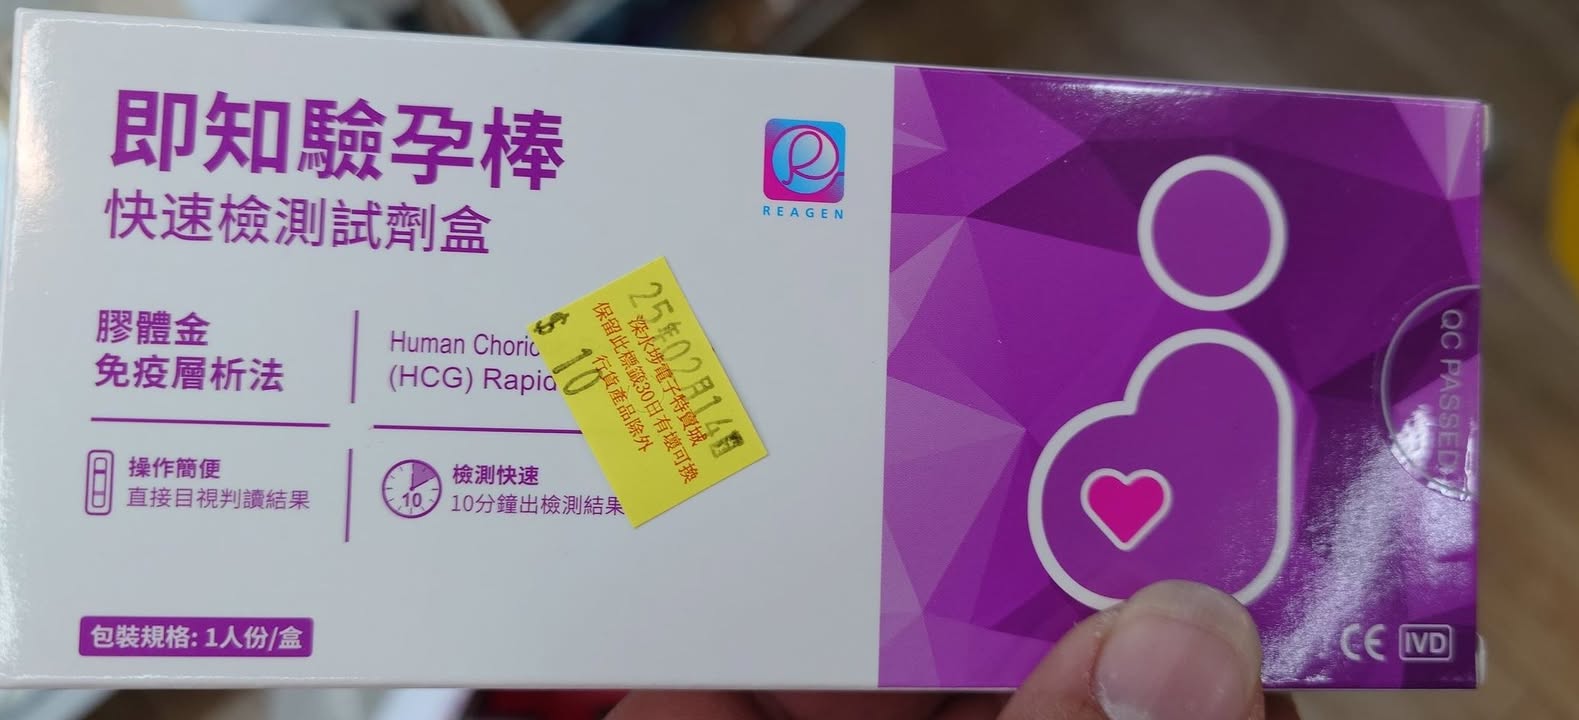 即知驗孕棒
快速檢測試劑盒
REAGEN
膠體金
免疫層析法
Human Chorio
(HCG) Rapid
$ 10
25年02月14日
深水埗電子特賣城
保留此標籤30日有壞可換
行貨產品除外
操作簡便
直接目視判讀結果
10
檢測快速
10分鐘出檢測結果
包裝規格: 1人份/盒
QC PASSED
CE IVD